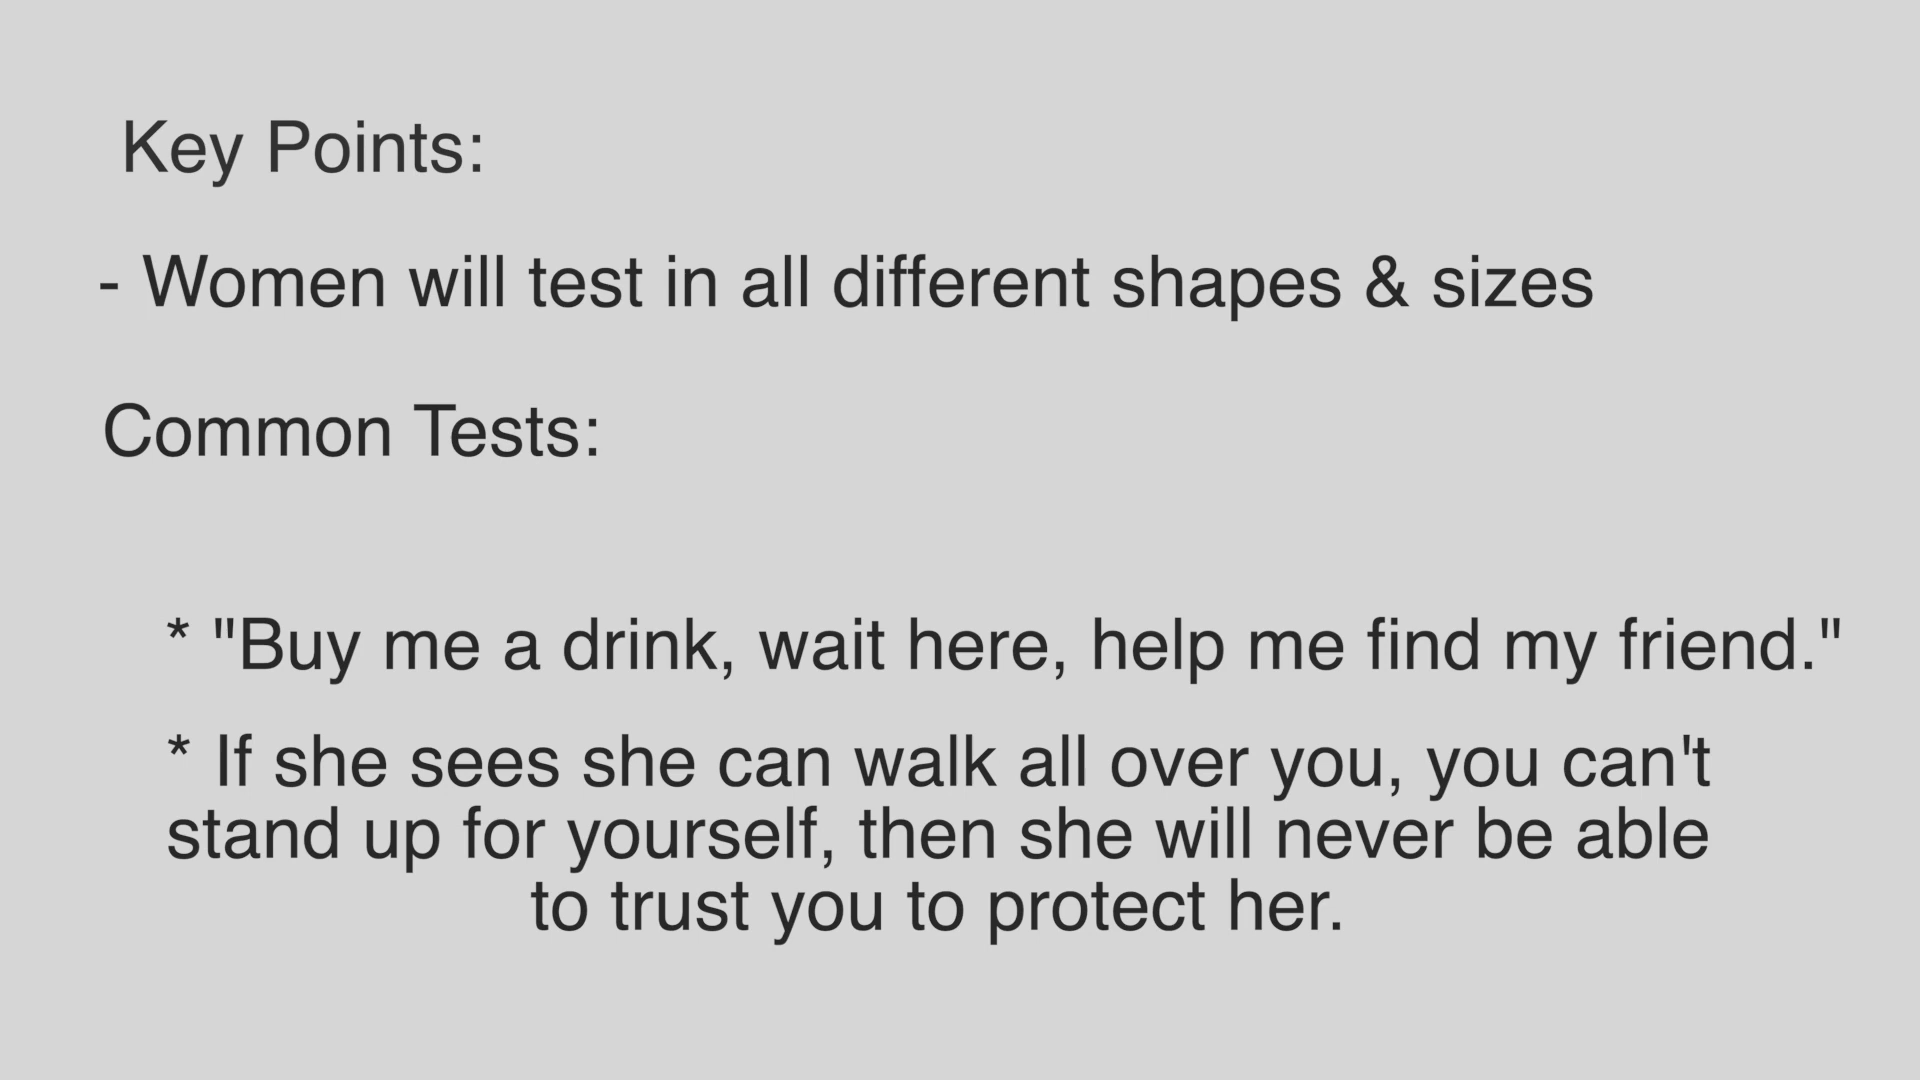 Key Points:
- Women will test in all different shapes & sizes
Common Tests:
* "Buy me a drink, wait here, help me find my friend."
* If she sees she can walk all over you, you can't
stand up for yourself, then she will never be able
to trust you to protect her.